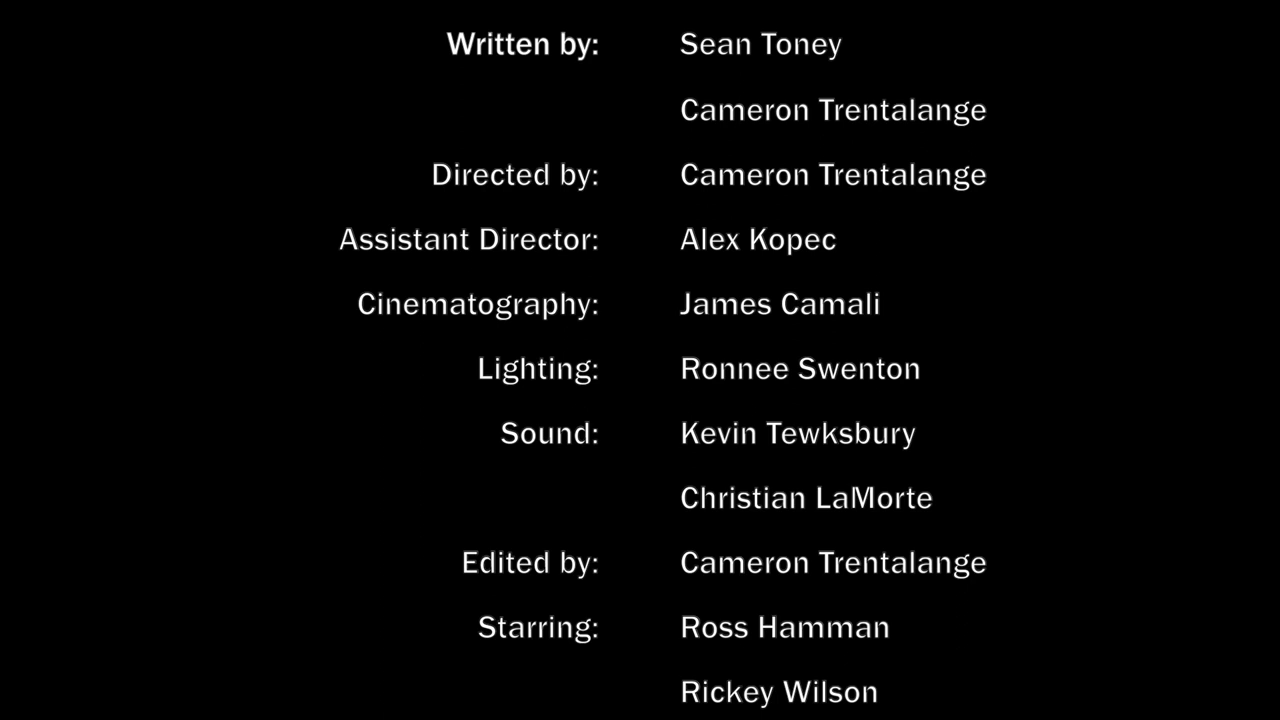 Written by: Sean Toney
Cameron Trentalange
Directed by: Cameron Trentalange
Assistant Director: Alex Kopec
Cinematography: James Camali
Lighting: Ronnee Swenton
Sound: Kevin Tewksbury
Christian LaMorte
Edited by: Cameron Trentalange
Starring: Ross Hamman
Rickey Wilson